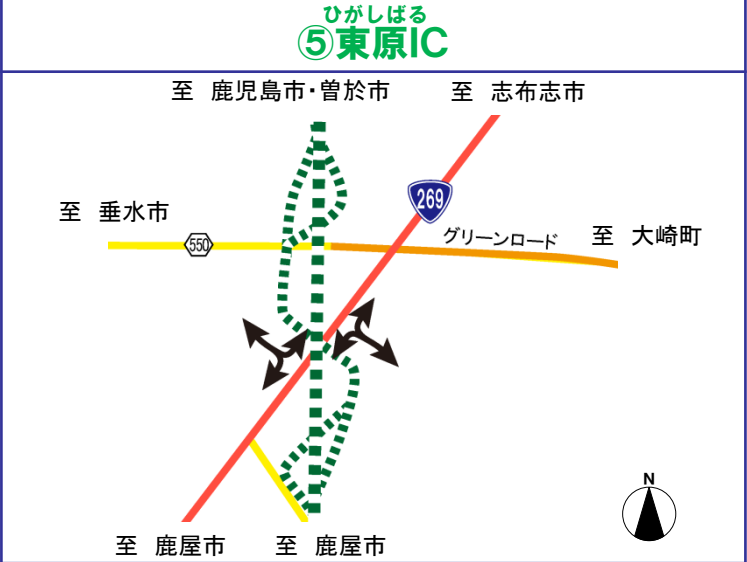 ひがしばる
⑤東原IC
至 鹿児島市・曽於市
至 志布志市
269
至 垂水市
550
グリーンロード
至 大崎町
N
至 鹿屋市
至 鹿屋市